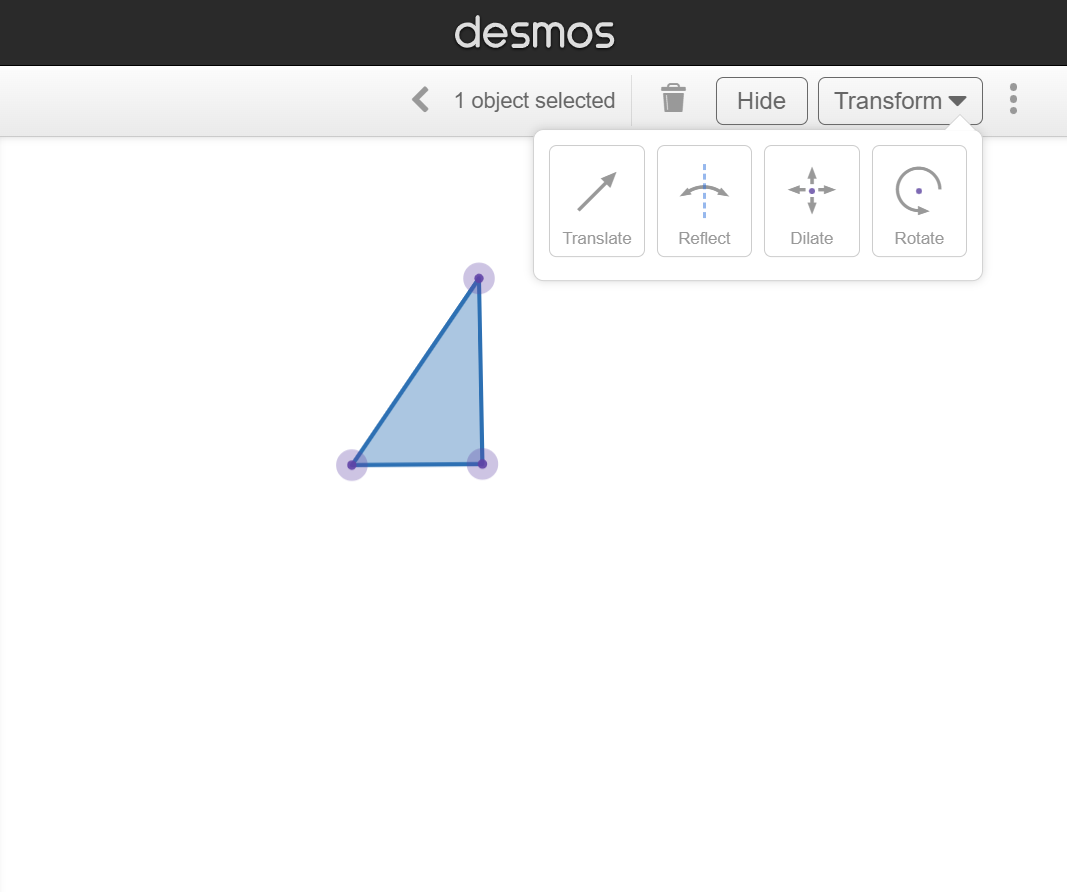 desmos
1 object selected
Hide
Transform
Translate
Reflect
Dilate
Rotate